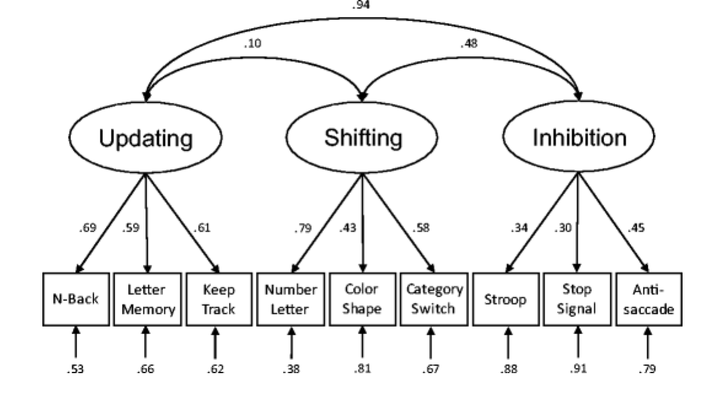 .94
.10
.48
Updating
Shifting
Inhibition
.69
.59
.61
.79
.43
.58
.34
.30
.45
N-Back
Letter
Memory
Keep
Track
Number
Letter
Color
Shape
Category
Switch
Stroop
Stop
Signal
Anti-
saccade
.53
.66
.62
.38
.81
.67
.88
.91
.79